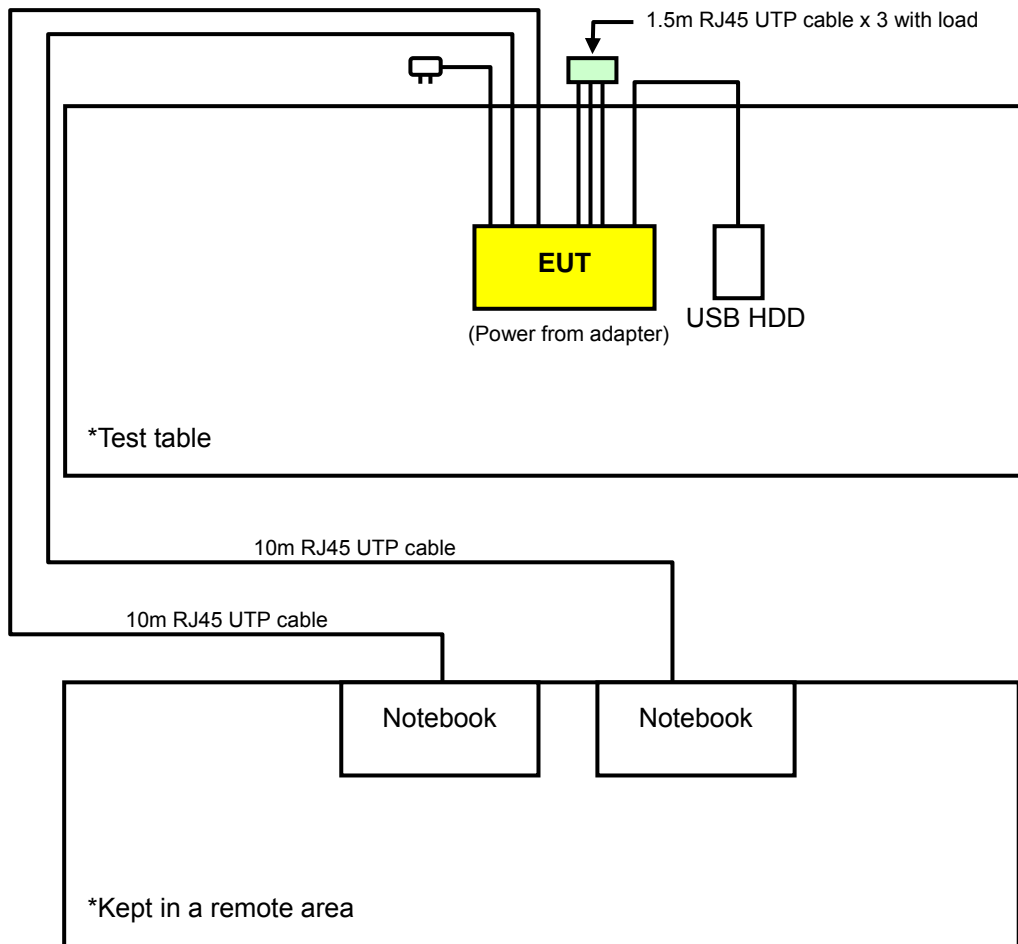 1.5m RJ45 UTP cable x 3 with load
EUT
(Power from adapter)
USB HDD
*Test table
10m RJ45 UTP cable
10m RJ45 UTP cable
Notebook
Notebook
*Kept in a remote area